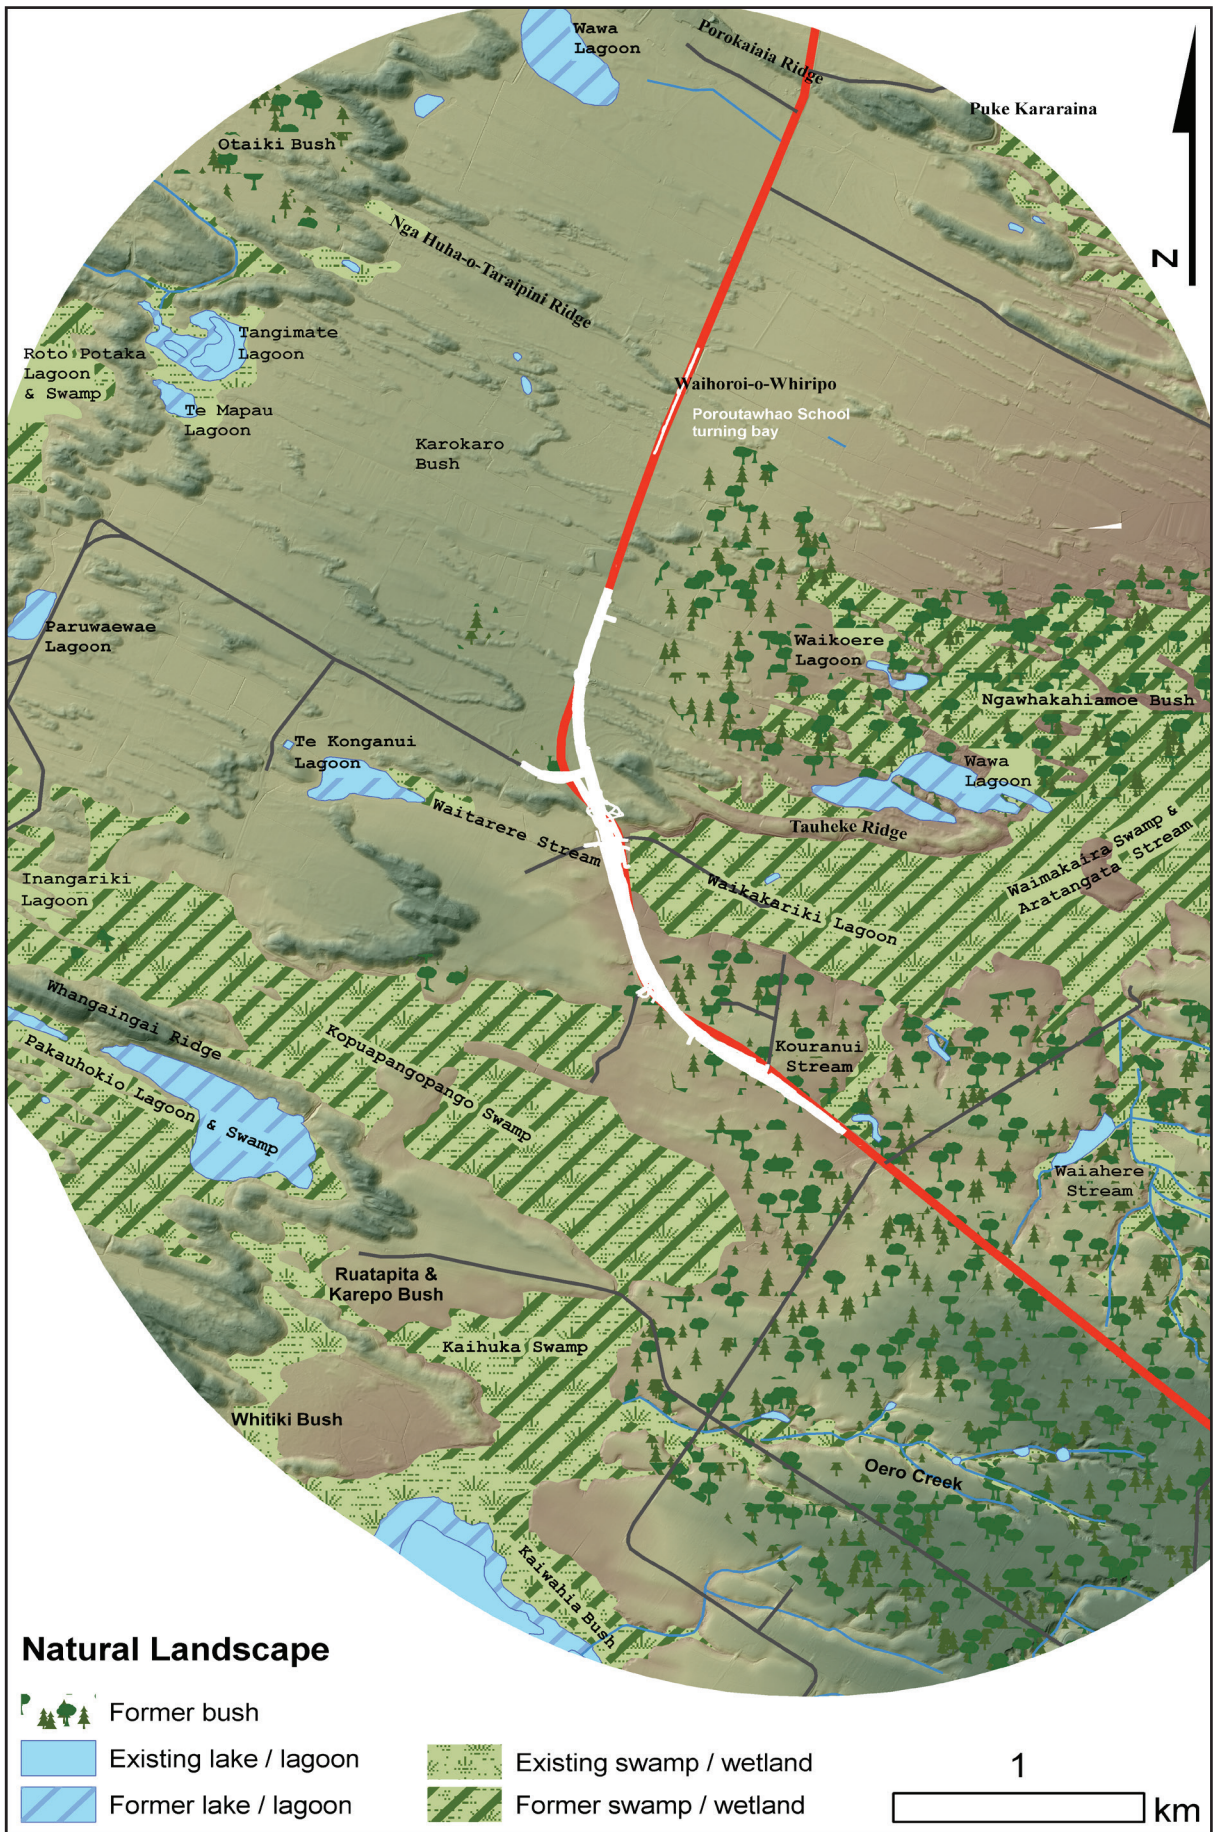 Wawa
Lagoon
Porokaiaia Ridge
Puke Kararaina
Otaiki Bush
N
Nga Huha-o-Taraipini Ridge
Tangimate
Lagoon
Roto Potaka
Lagoon
& Swamp
Te Mapau
Lagoon
Waihoroi-o-Whiripo
Poroutawhao School
turning bay
Karokaro
Bush
Paruwaewae
Lagoon
Waikoere
Lagoon
Ngawhakahiamoe Bush
Te Konganui
Lagoon
Wawa
Lagoon
Waitarere Stream
Tauheke Ridge
Waimakaira Swamp &
Aratangata Stream
Inangariki
Lagoon
Waikakariki Lagoon
Whangaingai Ridge
Kopuapangopango Swamp
Pakauhokio Lagoon & Swamp
Kouranui
Stream
Waiahere
Stream
Ruatapita &
Karepo Bush
Kaihuka Swamp
Whitiki Bush
Oero Creek
Kaiwahia Bush
Natural Landscape
Former bush
Existing lake / lagoon
Former lake / lagoon
Existing swamp / wetland
Former swamp / wetland
1
km